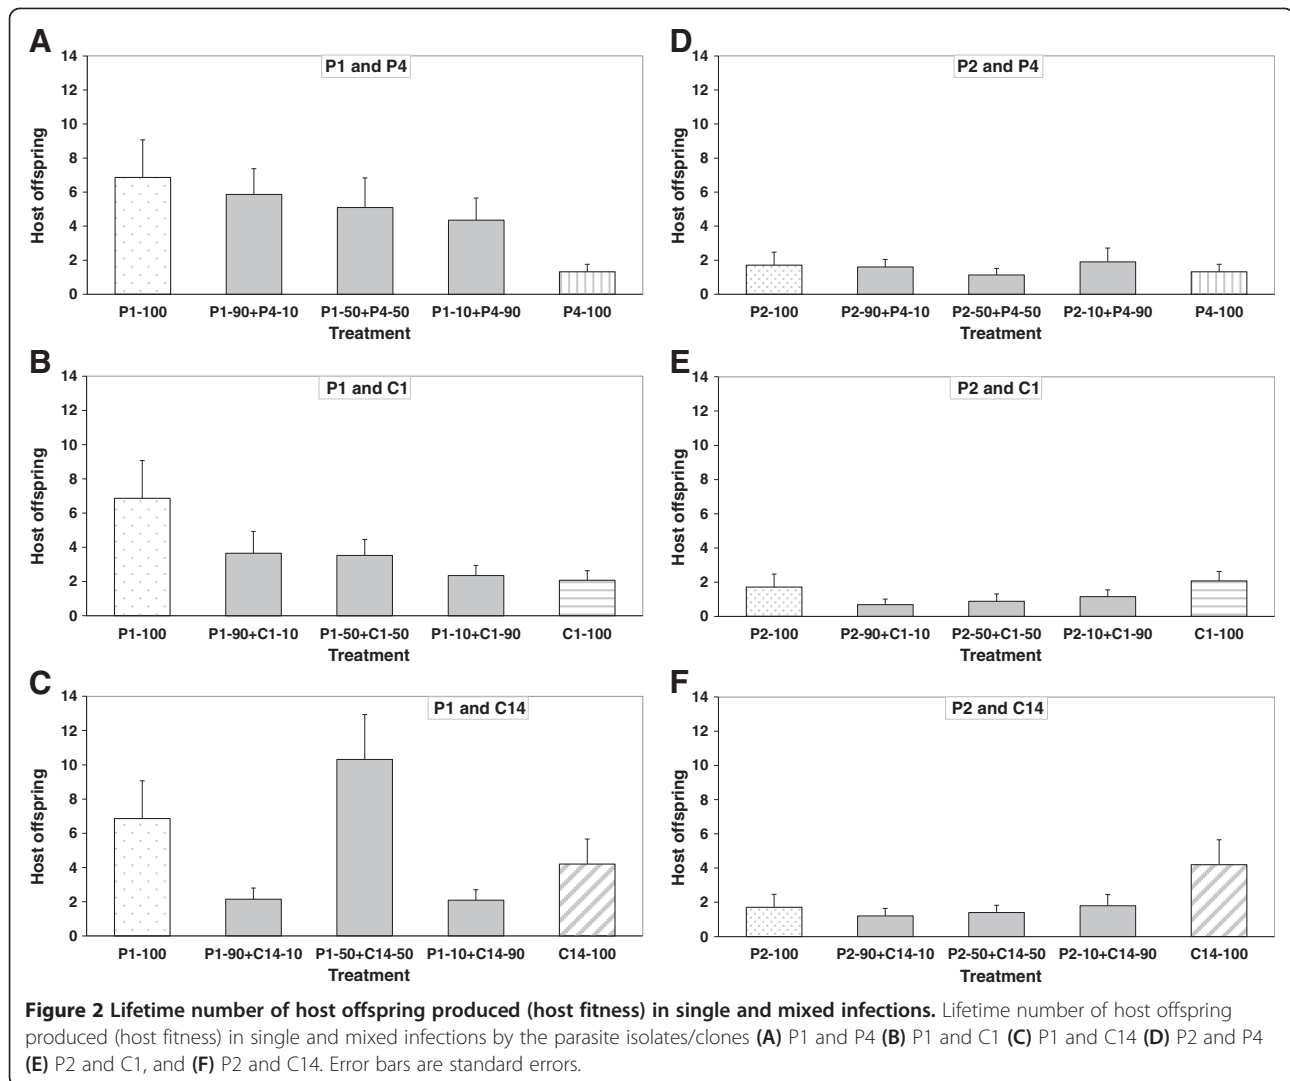 A
P1 and P4
14
12
10
8
6
4
2
0
Host offspring
P1-100 P1-90+P4-10 P1-50+P4-50 P1-10+P4-90 P4-100
Treatment
B
P1 and C1
14
12
10
8
6
4
2
0
Host offspring
P1-100 P1-90+C1-10 P1-50+C1-50 P1-10+C1-90 C1-100
Treatment
C
P1 and C14
14
12
10
8
6
4
2
0
Host offspring
P1-100 P1-90+C14-10 P1-50+C14-50 P1-10+C14-90 C14-100
Treatment
D
P2 and P4
14
12
10
8
6
4
2
0
Host offspring
P2-100 P2-90+P4-10 P2-50+P4-50 P2-10+P4-90 P4-100
Treatment
E
P2 and C1
14
12
10
8
6
4
2
0
Host offspring
P2-100 P2-90+C1-10 P2-50+C1-50 P2-10+C1-90 C1-100
Treatment
F
P2 and C14
14
12
10
8
6
4
2
0
Host offspring
P2-100 P2-90+C14-10 P2-50+C14-50 P2-10+C14-90 C14-100
Treatment
Figure 2 Lifetime number of host offspring produced (host fitness) in single and mixed infections. Lifetime number of host offspring
produced (host fitness) in single and mixed infections by the parasite isolates/clones (A) P1 and P4 (B) P1 and C1 (C) P1 and C14 (D) P2 and P4
(E) P2 and C1, and (F) P2 and C14. Error bars are standard errors.